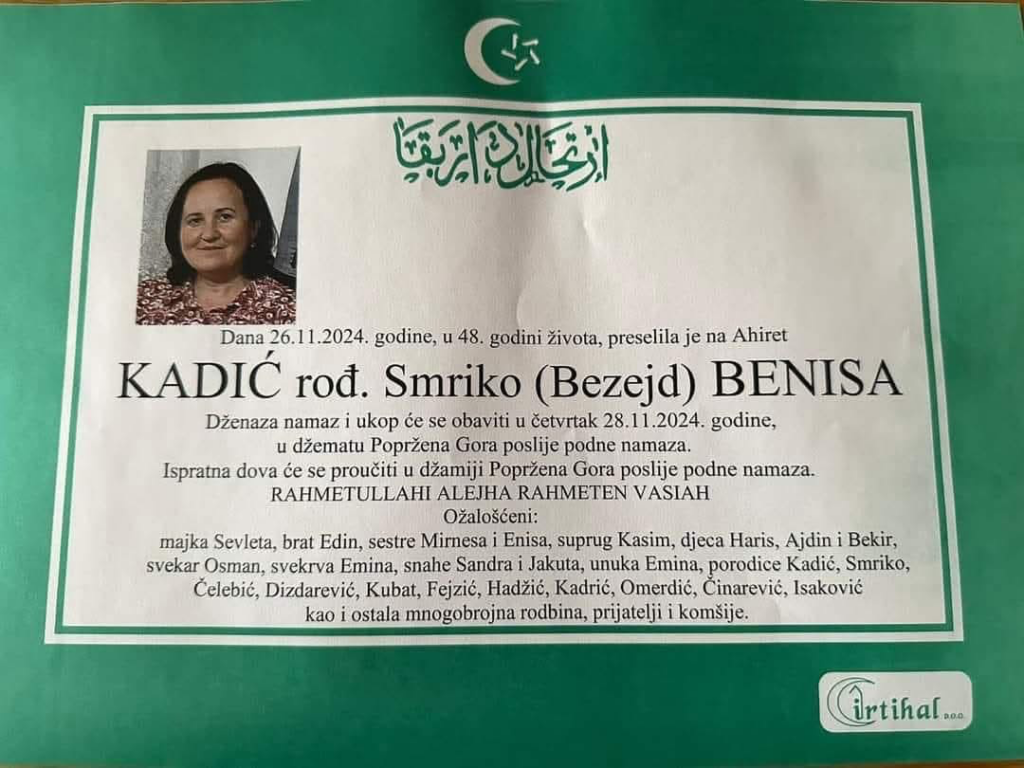 ارتحال دار بقا
Dana 26.11.2024. godine, u 48. godini života, preselila je na Ahiret
KADIĆ rođ. Smriko (Bezejd) BENISA
Dženaza namaz i ukop će se obaviti u četvrtak 28.11.2024. godine,
u džematu Popržena Gora poslije podne namaza.
Ispratna dova će se proučiti u džamiji Popržena Gora poslije podne namaza.
RAHMETULLAHI ALEJHA RAHMETEN VASIAH
Ožalošćeni:
majka Sevleta, brat Edin, sestre Mirnesa i Enisa, suprug Kasim, djeca Haris, Ajdin i Bekir,
svekar Osman, svekrva Emina, snahe Sandra i Jakuta, unuka Emina, porodice Kadić, Smriko,
Čelebić, Dizdarević, Kubat, Fejzić, Hadžić, Kadrić, Omerdić, Činarević, Isaković
kao i ostala mnogobrojna rodbina, prijatelji i komšije.
irtihal D.O.O.